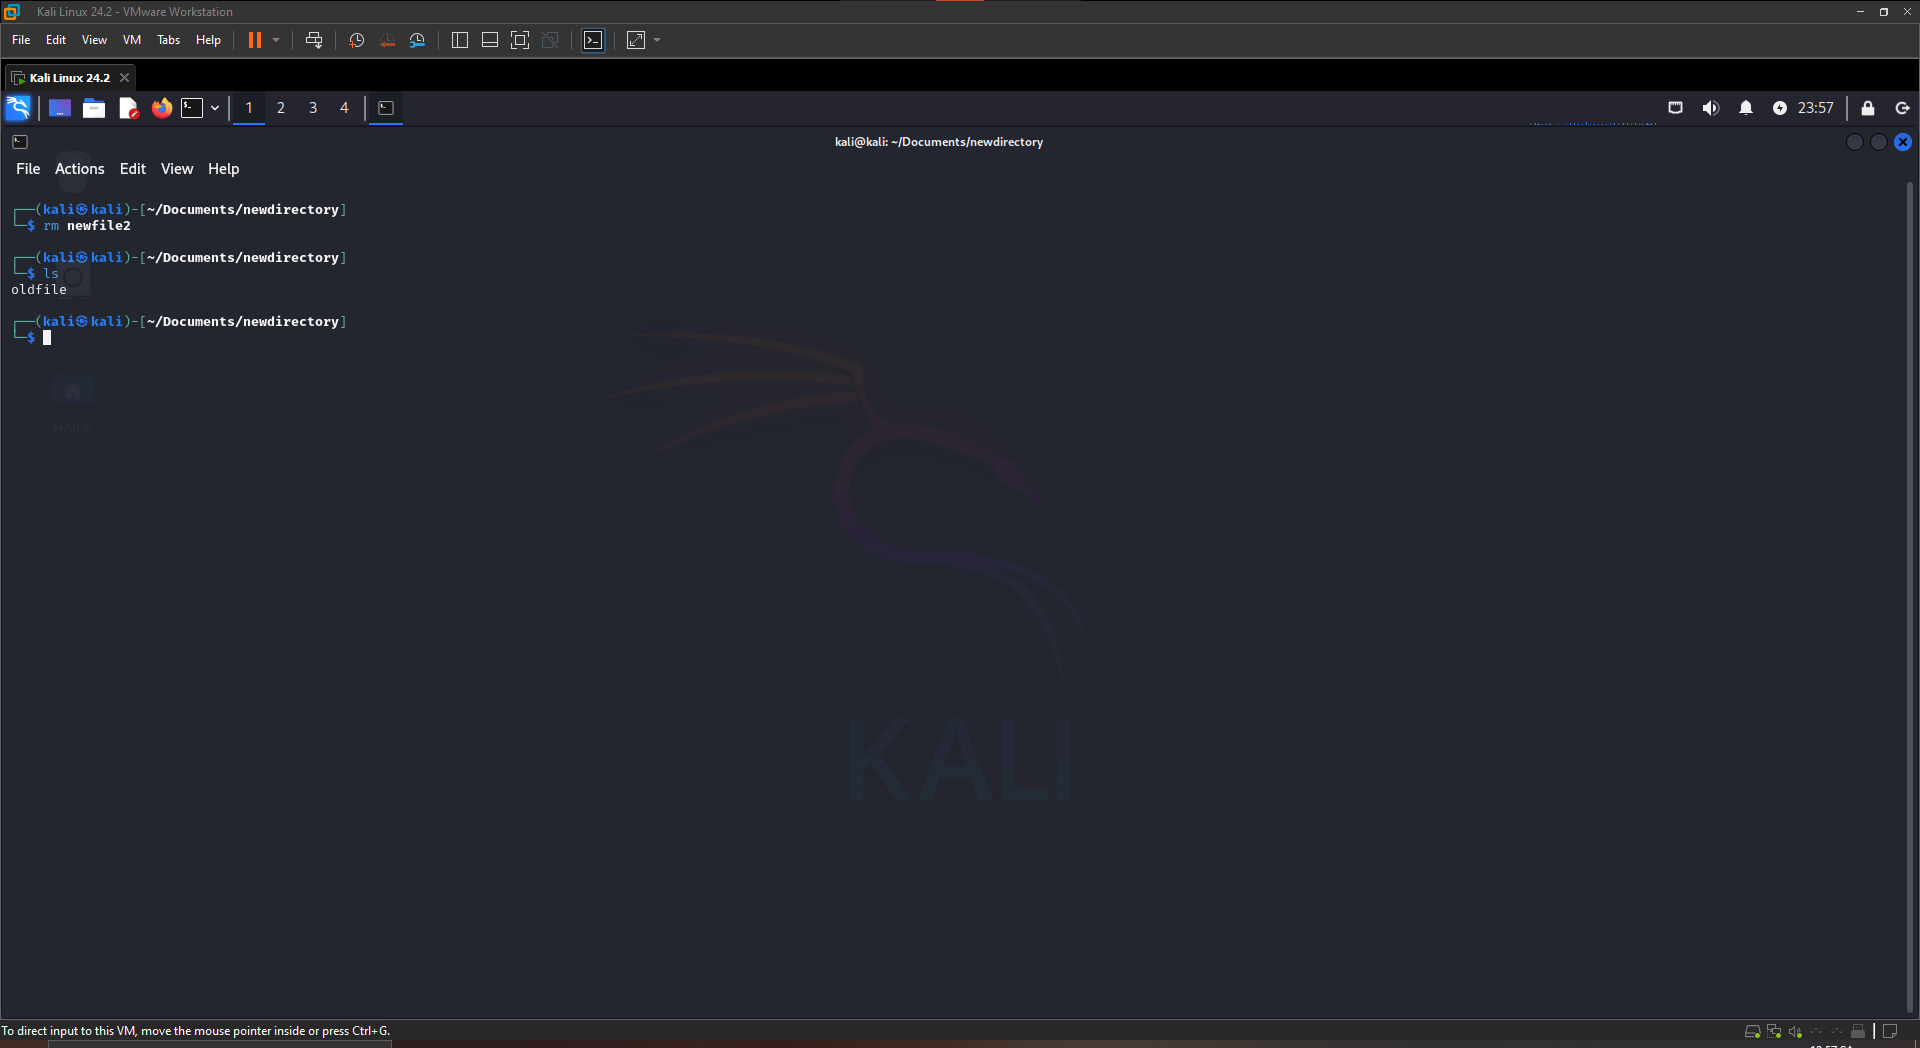 Kali Linux 24.2 - VMware Workstation
File Edit View VM Tabs Help
Kali Linux 24.2
1 2 3 4 23:57
kali@kali: ~/Documents/newdirectory
File Actions Edit View Help
┌──(kali㉿kali)-[~/Documents/newdirectory]
└─$ rm newfile2
┌──(kali㉿kali)-[~/Documents/newdirectory]
└─$ ls
oldfile
┌──(kali㉿kali)-[~/Documents/newdirectory]
└─$
Home
KALI
To direct input to this VM, move the mouse pointer inside or press Ctrl+G.